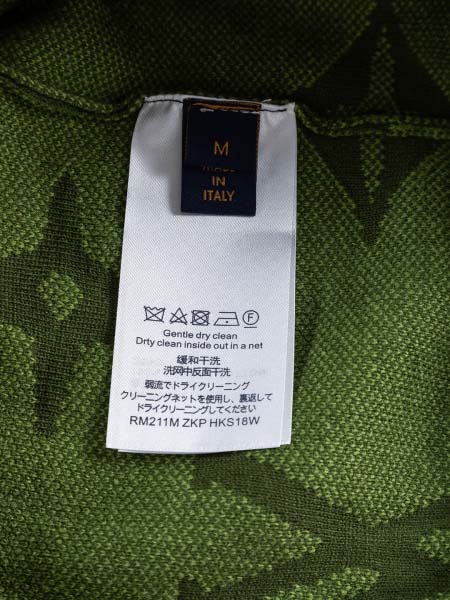 M
MADE
IN
ITALY
Gentle dry clean
Drty clean inside out in a net
缓和干洗
洗网中反面干洗
弱流でドライクリーニング
クリーニングネットを使用し、裏返して
ドライクリーニングしてください
RM211M ZKP HKS18W